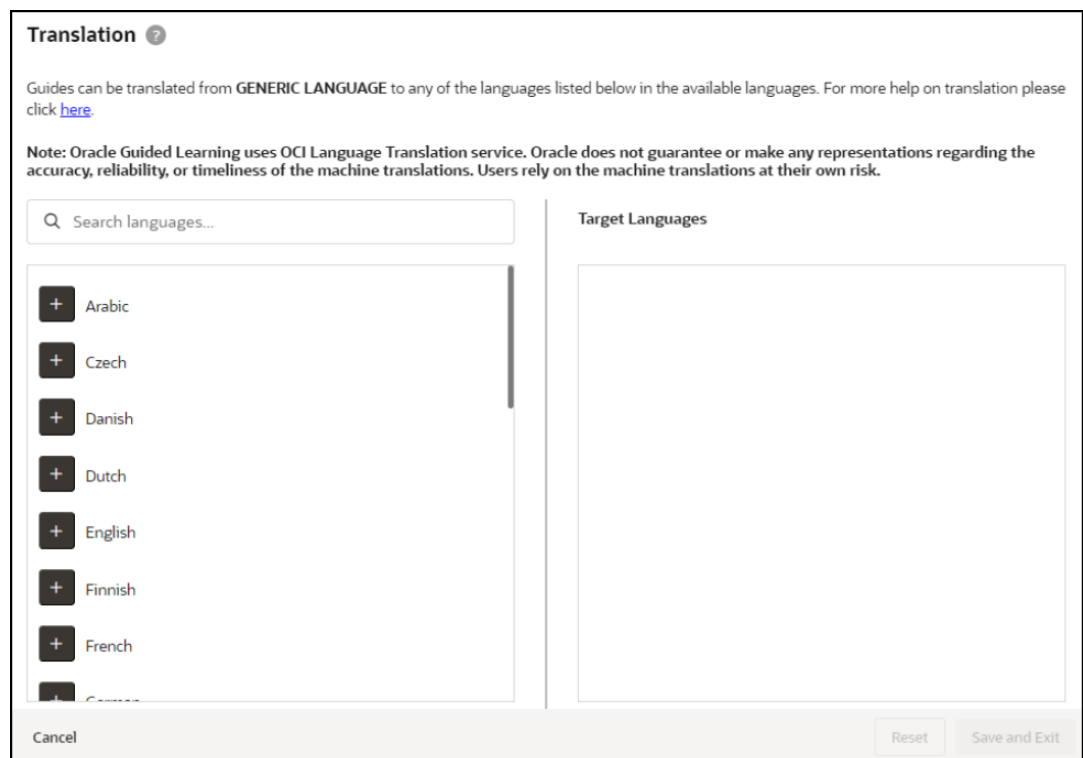 Translation ?
Guides can be translated from GENERIC LANGUAGE to any of the languages listed below in the available languages. For more help on translation please
click here.
Note: Oracle Guided Learning uses OCI Language Translation service. Oracle does not guarantee or make any representations regarding the
accuracy, reliability, or timeliness of the machine translations. Users rely on the machine translations at their own risk.
Search languages...
Target Languages
+ Arabic
+ Czech
+ Danish
+ Dutch
+ English
+ Finnish
+ French
+ German
Cancel
Reset
Save and Exit